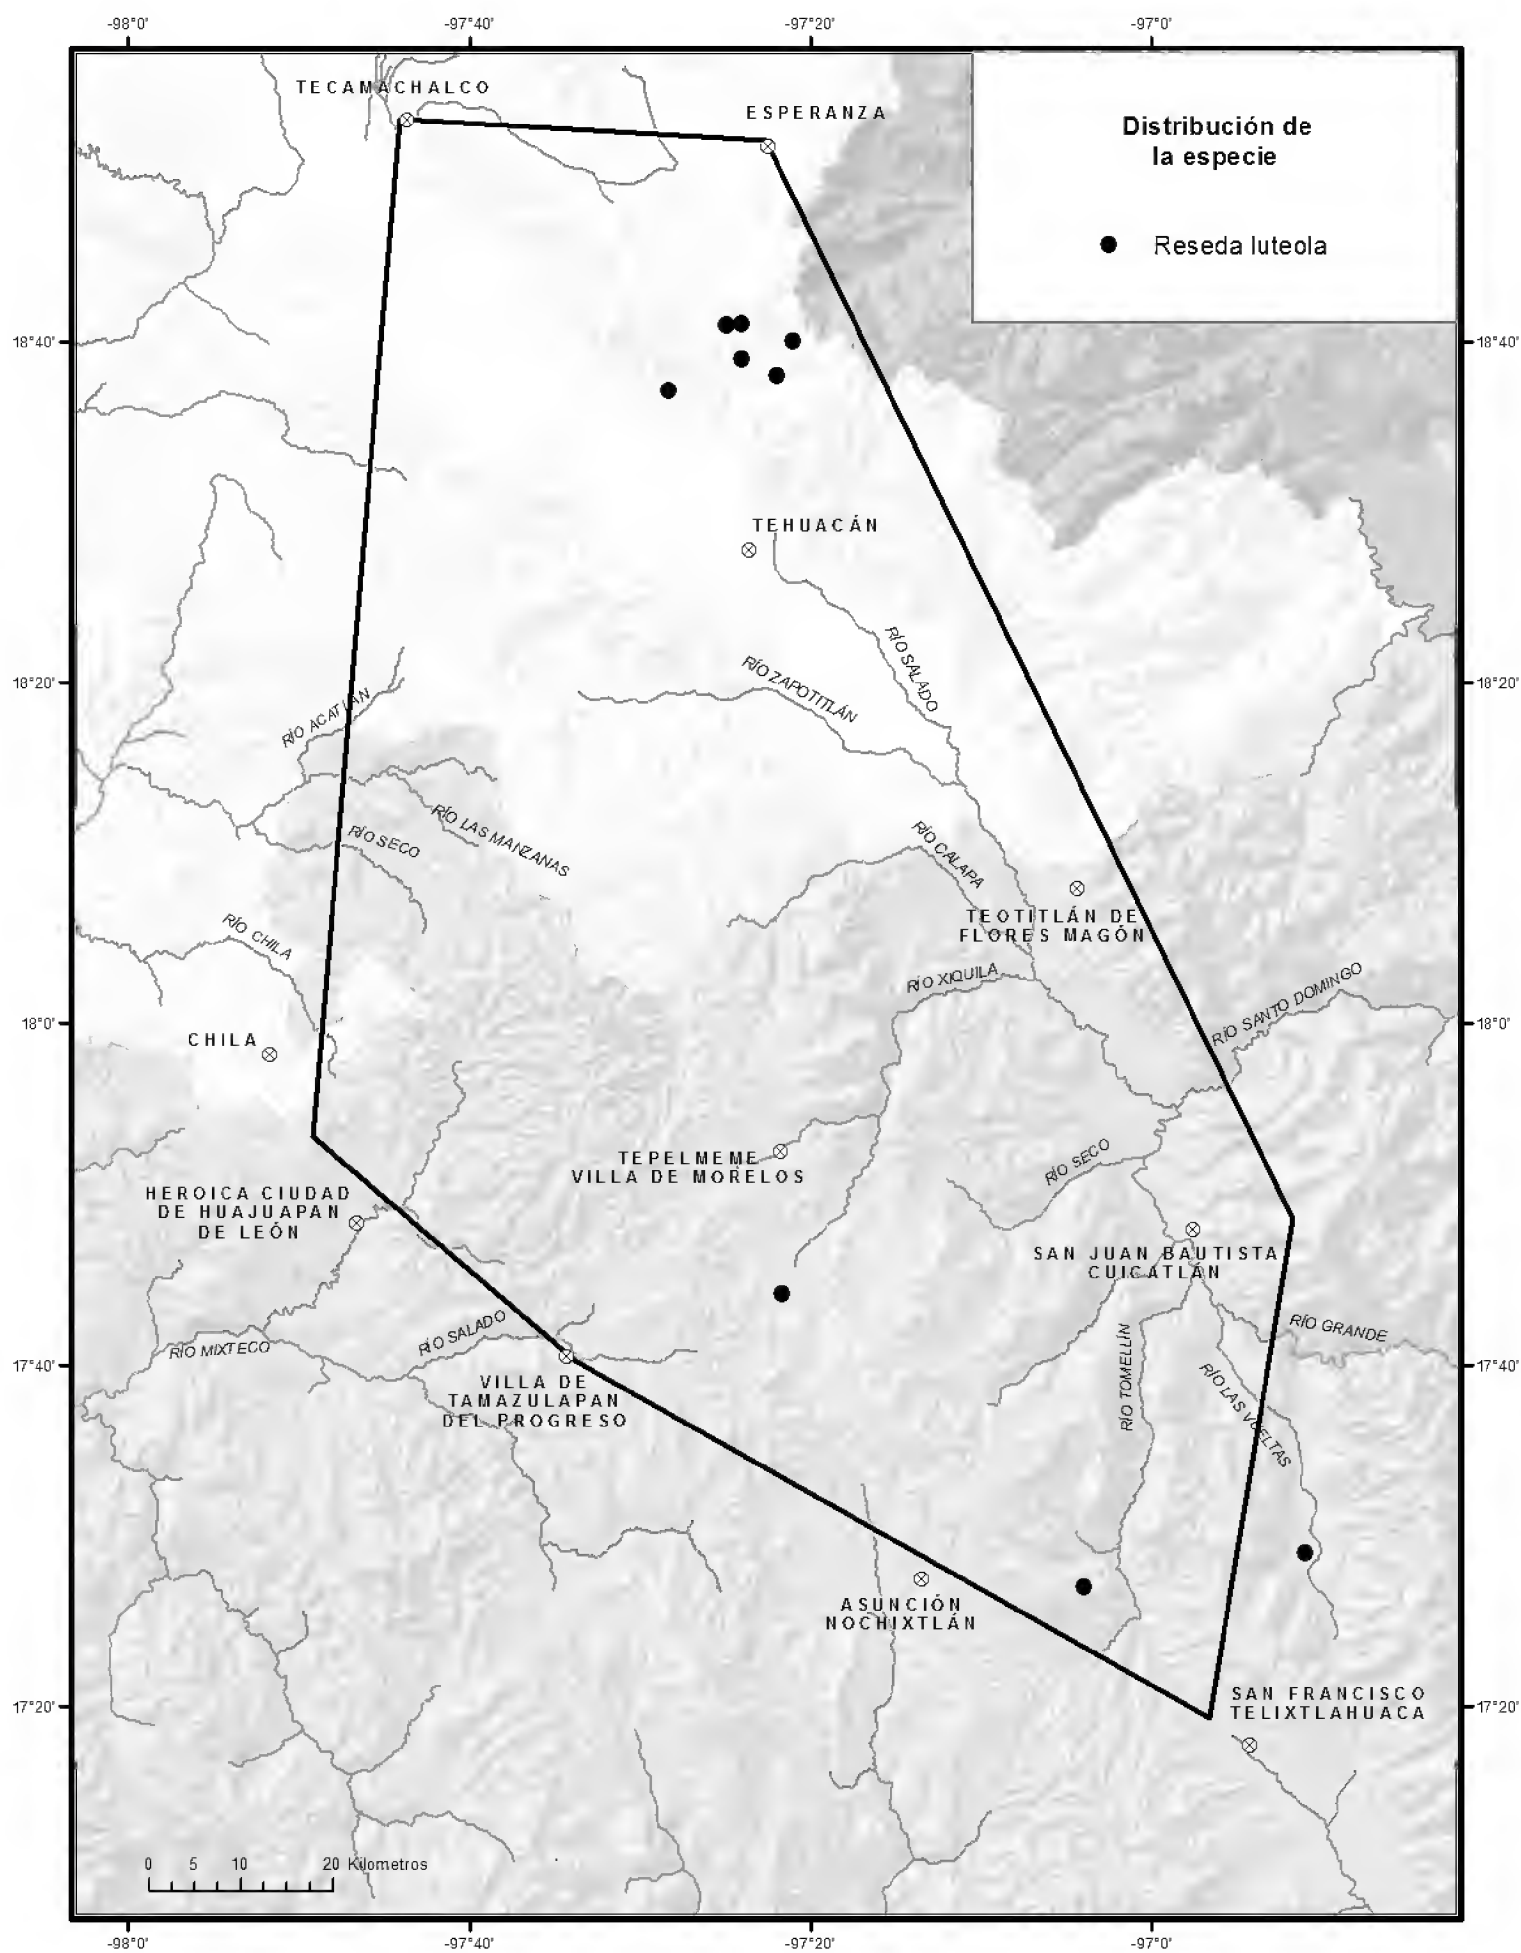 -98°0'
-97°40'
-97°20'
-97°0'
TECAMACHALCO
ESPERANZA
Distribución de
la especie
Reseda luteola
18°40'
18°40'
TEHUACÁN
RÍO SALADO
RÍO ZAPOTITLÁN
18°20'
18°20'
RÍO ACATLÁN
RÍO LAS MANZANAS
RÍO SECO
RÍO CALAPA
TEOTITLÁN DE
FLORES MAGÓN
RÍO CHILA
RÍO XIQUILA
RÍO SANTO DOMINGO
18°0'
18°0'
CHILA
TEPELMEME
VILLA DE MORELOS
RÍO SECO
HEROICA CIUDAD
DE HUAJUAPAN
DE LEÓN
SAN JUAN BAUTISTA
CUICATLÁN
RÍO MIXTECO
RÍO SALADO
RÍO GRANDE
17°40'
17°40'
RÍO TOMELLÍN
RÍO LAS VUELTAS
VILLA DE
TAMAZULAPAN
DEL PROGRESO
ASUNCIÓN
NOCHIXTLÁN
17°20'
17°20'
SAN FRANCISCO
TELIXTLAHUACA
0 5 10 20 Kilometros
-98°0'
-97°40'
-97°20'
-97°0'